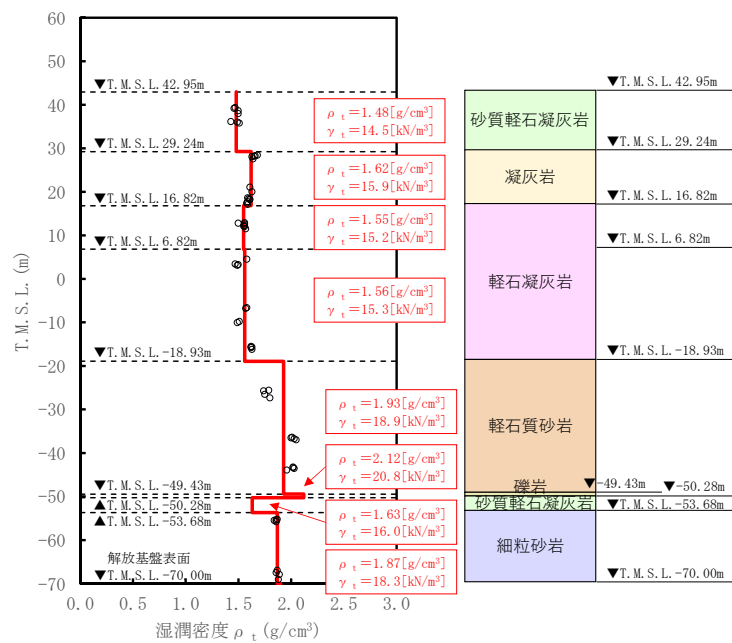 60
50
40
30
20
10
0
-10
-20
-30
-40
-50
-60
-70
T.M.S.L.(m)
0.0
0.5
1.0
1.5
2.0
2.5
3.0
湿潤密度 ρt (g/cm³)
▼T.M.S.L.42.95m
▼T.M.S.L.29.24m
▼T.M.S.L.16.82m
▼T.M.S.L.6.82m
▼T.M.S.L.-18.93m
▼T.M.S.L.-49.43m
▲T.M.S.L.-50.28m
▲T.M.S.L.-53.68m
解放基盤表面
▼T.M.S.L.-70.00m
ρt=1.48[g/cm³]
γt=14.5[kN/m³]
ρt=1.62[g/cm³]
γt=15.9[kN/m³]
ρt=1.55[g/cm³]
γt=15.2[kN/m³]
ρt=1.56[g/cm³]
γt=15.3[kN/m³]
ρt=1.93[g/cm³]
γt=18.9[kN/m³]
ρt=2.12[g/cm³]
γt=20.8[kN/m³]
ρt=1.63[g/cm³]
γt=16.0[kN/m³]
ρt=1.87[g/cm³]
γt=18.3[kN/m³]
砂質軽石凝灰岩
凝灰岩
軽石凝灰岩
軽石質砂岩
礫岩
砂質軽石凝灰岩
細粒砂岩
▼T.M.S.L.42.95m
▼T.M.S.L.29.24m
▼T.M.S.L.16.82m
▼T.M.S.L.6.82m
▼T.M.S.L.-18.93m
▼-49.43m
▼-50.28m
▼T.M.S.L.-53.68m
▼T.M.S.L.-70.00m